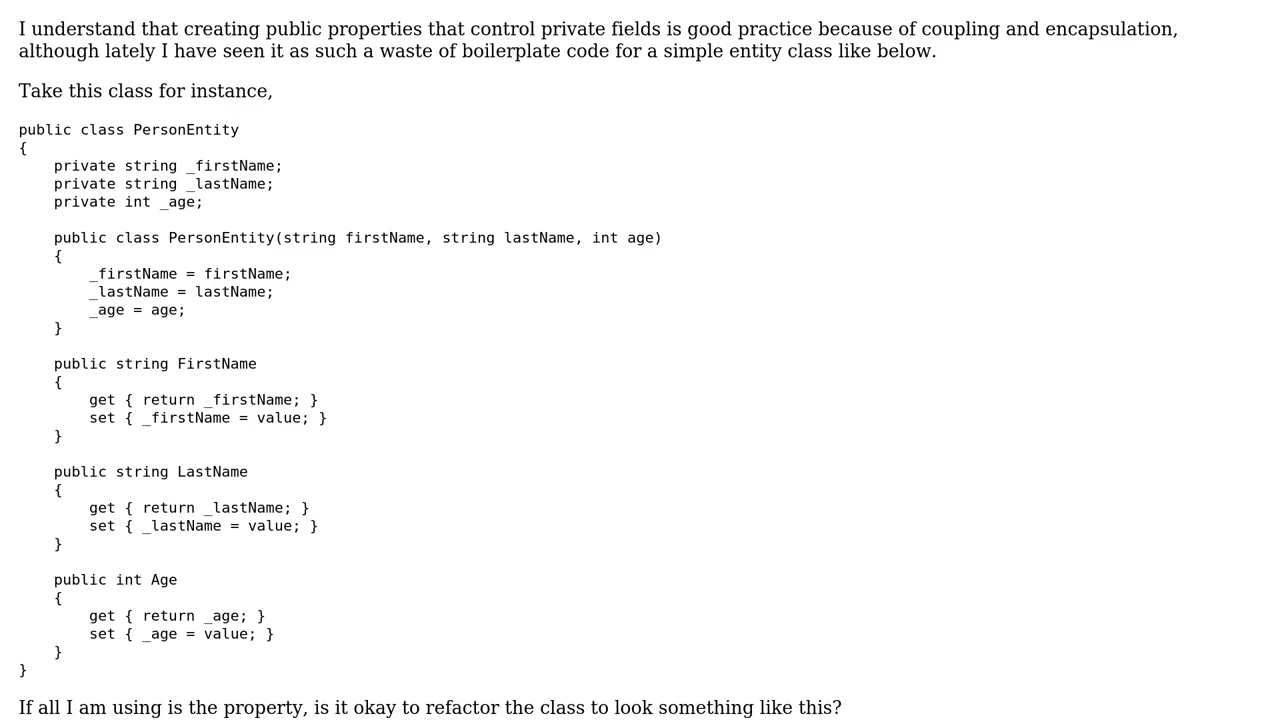 I understand that creating public properties that control private fields is good practice because of coupling and encapsulation,
although lately I have seen it as such a waste of boilerplate code for a simple entity class like below.
Take this class for instance,
public class PersonEntity
{
    private string _firstName;
    private string _lastName;
    private int _age;
    public class PersonEntity(string firstName, string lastName, int age)
    {
        _firstName = firstName;
        _lastName = lastName;
        _age = age;
    }
    public string FirstName
    {
        get { return _firstName; }
        set { _firstName = value; }
    }
    public string LastName
    {
        get { return _lastName; }
        set { _lastName = value; }
    }
    public int Age
    {
        get { return _age; }
        set { _age = value; }
    }
}
If all I am using is the property, is it okay to refactor the class to look something like this?